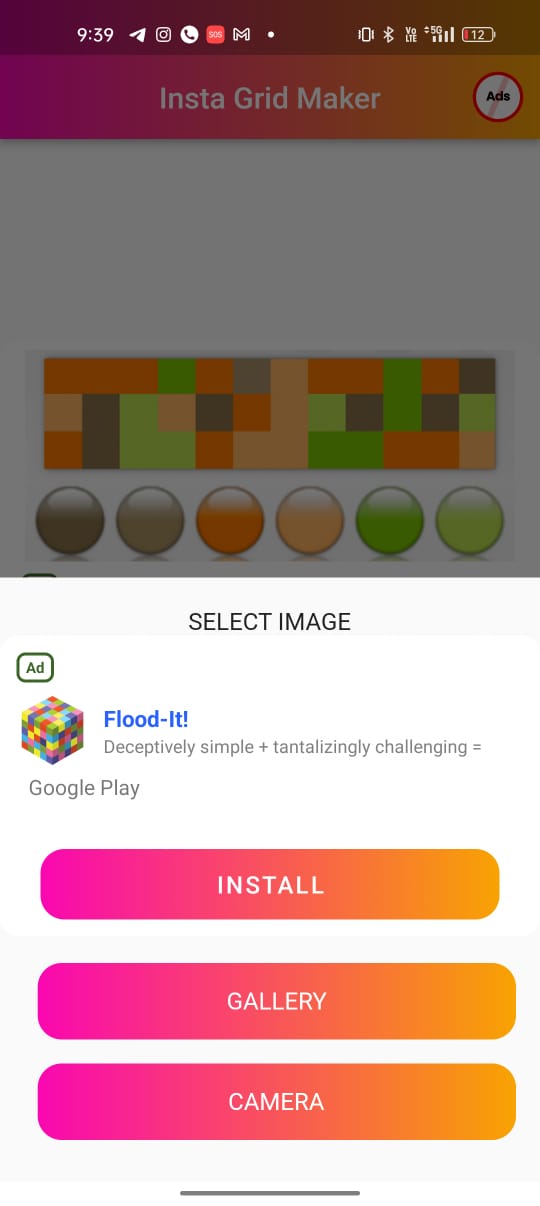 9:39
SOS
Vo
LTE
5G
12
Insta Grid Maker
Ads
SELECT IMAGE
Ad
Flood-It!
Deceptively simple + tantalizingly challenging =
Google Play
INSTALL
GALLERY
CAMERA